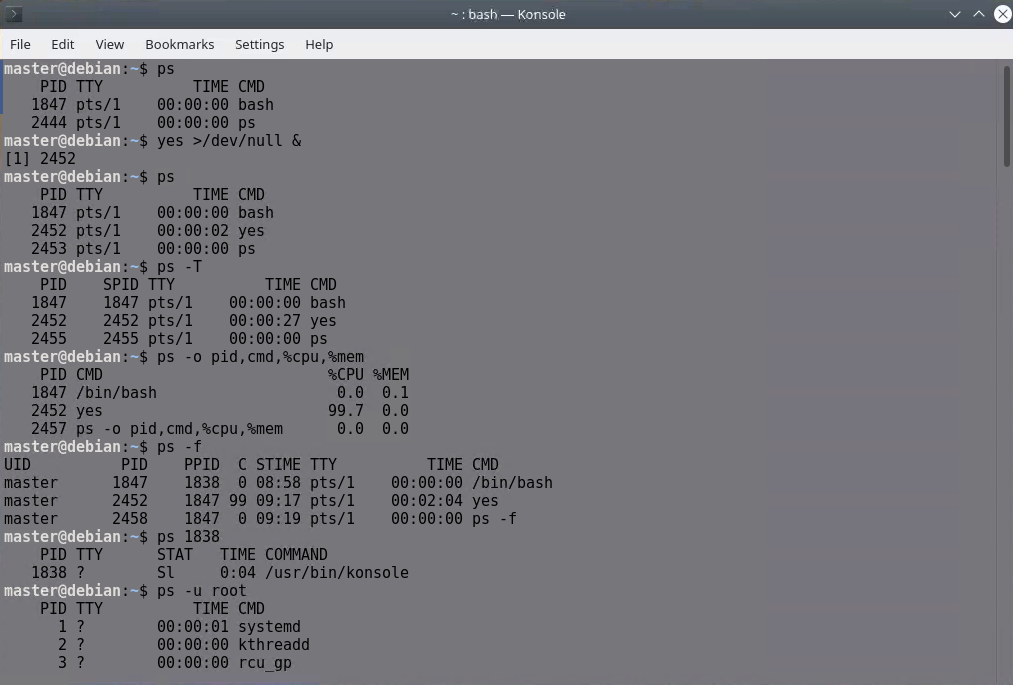 ~ : bash — Konsole
File Edit View Bookmarks Settings Help
master@debian:~$ ps
    PID TTY          TIME CMD
   1847 pts/1    00:00:00 bash
   2444 pts/1    00:00:00 ps
master@debian:~$ yes >/dev/null &
[1] 2452
master@debian:~$ ps
    PID TTY          TIME CMD
   1847 pts/1    00:00:00 bash
   2452 pts/1    00:00:02 yes
   2453 pts/1    00:00:00 ps
master@debian:~$ ps -T
    PID    SPID TTY          TIME CMD
   1847    1847 pts/1    00:00:00 bash
   2452    2452 pts/1    00:00:27 yes
   2455    2455 pts/1    00:00:00 ps
master@debian:~$ ps -o pid,cmd,%cpu,%mem
    PID CMD                         %CPU %MEM
   1847 /bin/bash                    0.0  0.1
   2452 yes                         99.7  0.0
   2457 ps -o pid,cmd,%cpu,%mem      0.0  0.0
master@debian:~$ ps -f
UID          PID    PPID  C STIME TTY          TIME CMD
master      1847    1838  0 08:58 pts/1    00:00:00 /bin/bash
master      2452    1847 99 09:17 pts/1    00:02:04 yes
master      2458    1847  0 09:19 pts/1    00:00:00 ps -f
master@debian:~$ ps 1838
    PID TTY      STAT   TIME COMMAND
   1838 ?        Sl     0:04 /usr/bin/konsole
master@debian:~$ ps -u root
    PID TTY          TIME CMD
      1 ?        00:00:01 systemd
      2 ?        00:00:00 kthreadd
      3 ?        00:00:00 rcu_gp